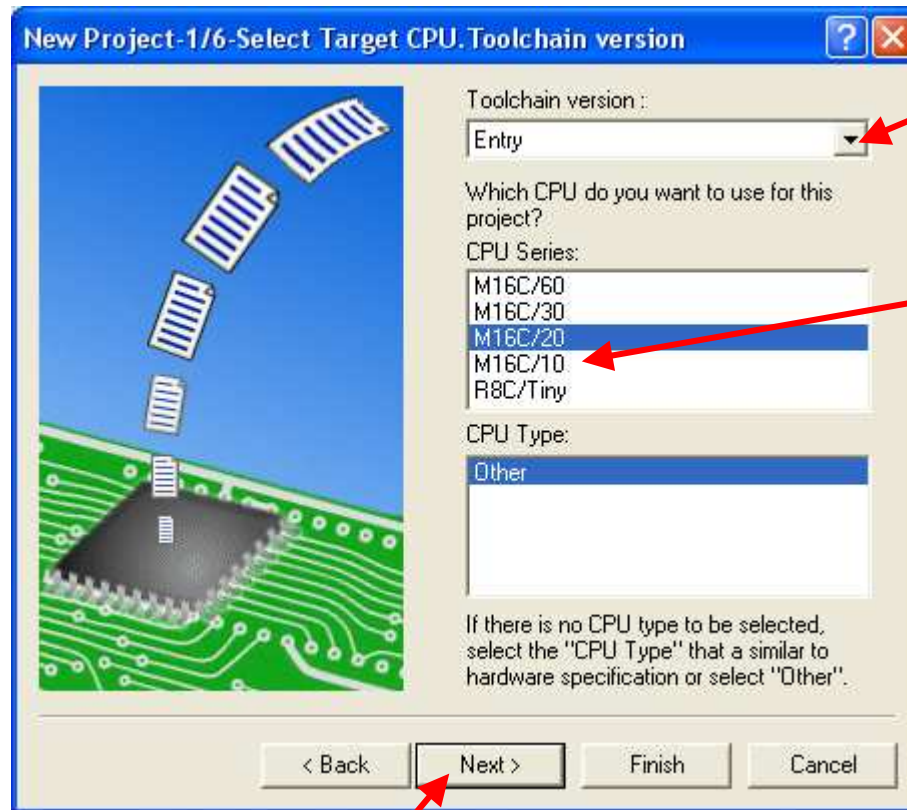 New Project-1/6-Select Target CPU.Toolchain version
Toolchain version :
Entry
Which CPU do you want to use for this
project?
CPU Series:
M16C/60
M16C/30
M16C/20
M16C/10
R8C/Tiny
CPU Type:
Other
If there is no CPU type to be selected,
select the "CPU Type" that a similar to
hardware specification or select "Other".
< Back Next > Finish Cancel